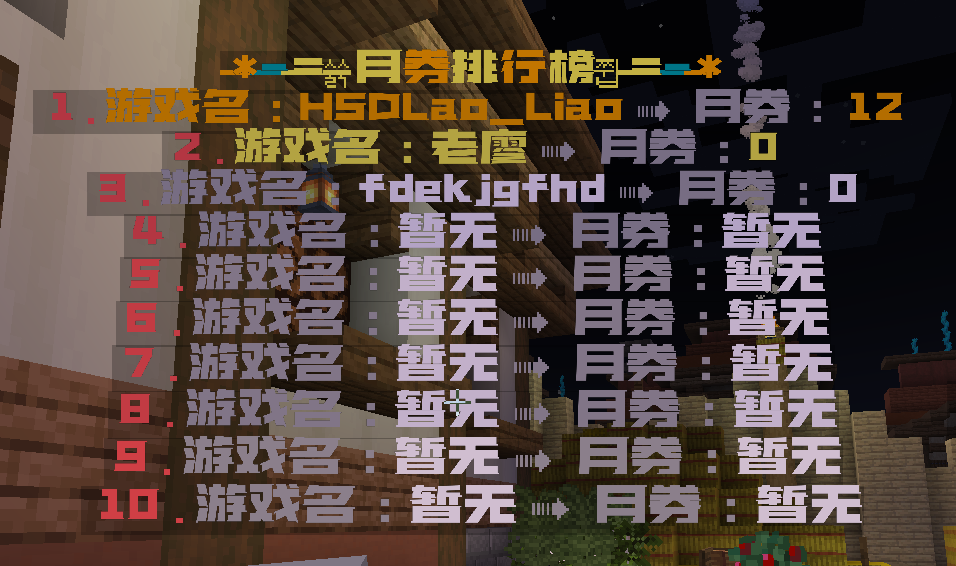 *-=월月券排行榜쥔=-*
1.游戏名：HSDLao_Liao ➠ 月券：12
2.游戏名：老廖 ➠ 月券：0
3.游戏名：fdekjgfhd ➠ 月券：0
4.游戏名：暂无 ➠ 月券：暂无
5.游戏名：暂无 ➠ 月券：暂无
6.游戏名：暂无 ➠ 月券：暂无
7.游戏名：暂无 ➠ 月券：暂无
8.游戏名：暂无 ➠ 月券：暂无
9.游戏名：暂无 ➠ 月券：暂无
10.游戏名：暂无 ➠ 月券：暂无